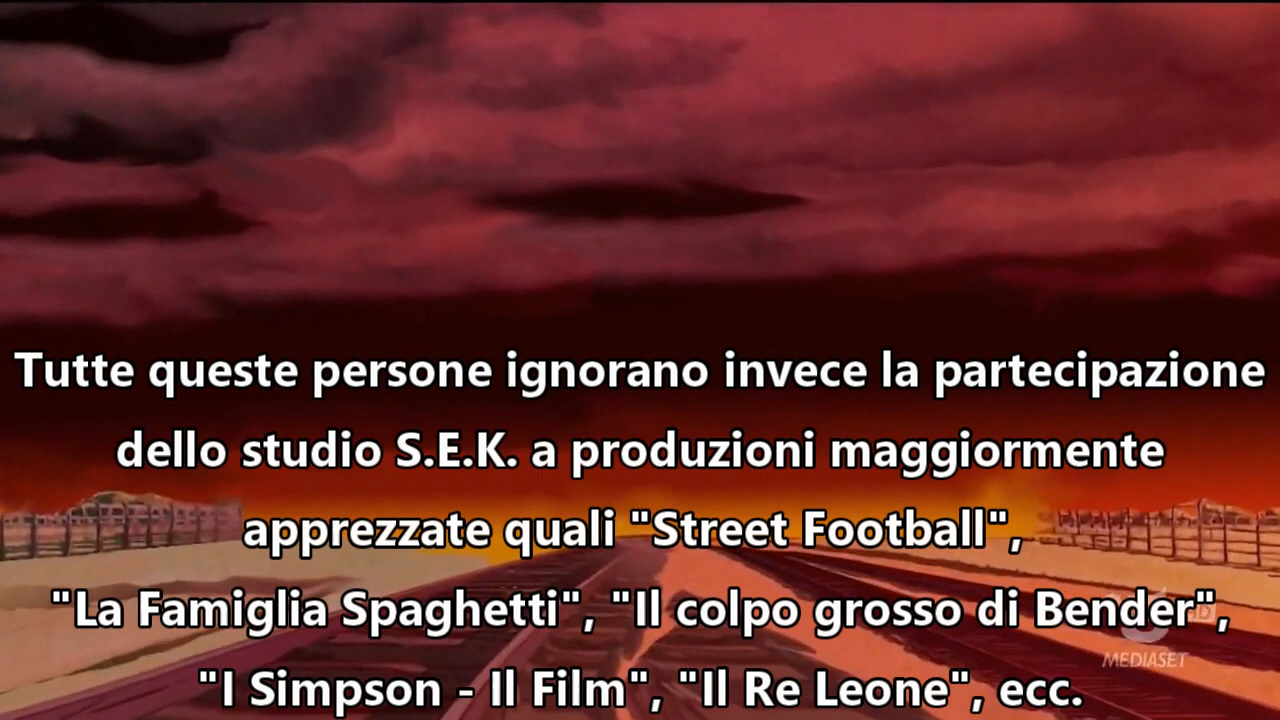 Tutte queste persone ignorano invece la partecipazione
dello studio S.E.K. a produzioni maggiormente
apprezzate quali "Street Football",
"La Famiglia Spaghetti", "Il colpo grosso di Bender",
"I Simpson - Il Film", "Il Re Leone", ecc.
HD
MEDIASET